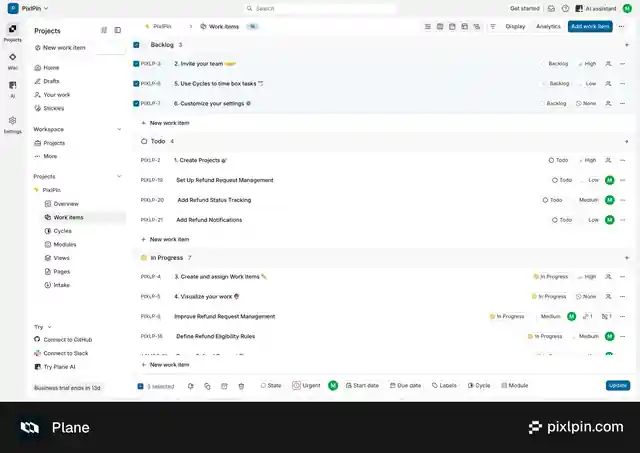 PixlPin
Search
Get started
AI assistant
M
Projects
Wiki
AI
Settings
Projects
New work item
Home
Drafts
Your work
Stickies
Workspace
Projects
More
Projects
PixlPin
Overview
Work items
Cycles
Modules
Views
Pages
Intake
Try
Connect to GitHub
Connect to Slack
Try Plane AI
Business trial ends in 13d
PixlPin Work items
Display Analytics Add work item
Backlog 3
PIXLP-3 2. Invite your team Backlog High
5. Use Cycles to time box tasks Backlog Low
PIXLP-7 6. Customize your settings Backlog None
New work item
Todo 4
PIXLP-2 1. Create Projects Todo High
PIXLP-19 Set Up Refund Request Management Todo Low M
PIXLP-20 Add Refund Status Tracking Todo Medium M
PIXLP-21 Add Refund Notifications Todo Low M
New work item
In Progress 7
PIXLP-4 3. Create and assign Work Items In Progress High
PIXLP-5 4. Visualize your work In Progress None
Improve Refund Request Management In Progress Medium M 1 1
Define Refund Eligibility Rules In Progress Medium M
New work item
3 selected State Urgent M Start date Due date Labels Cycle Module Update
Plane
pixlpin.com